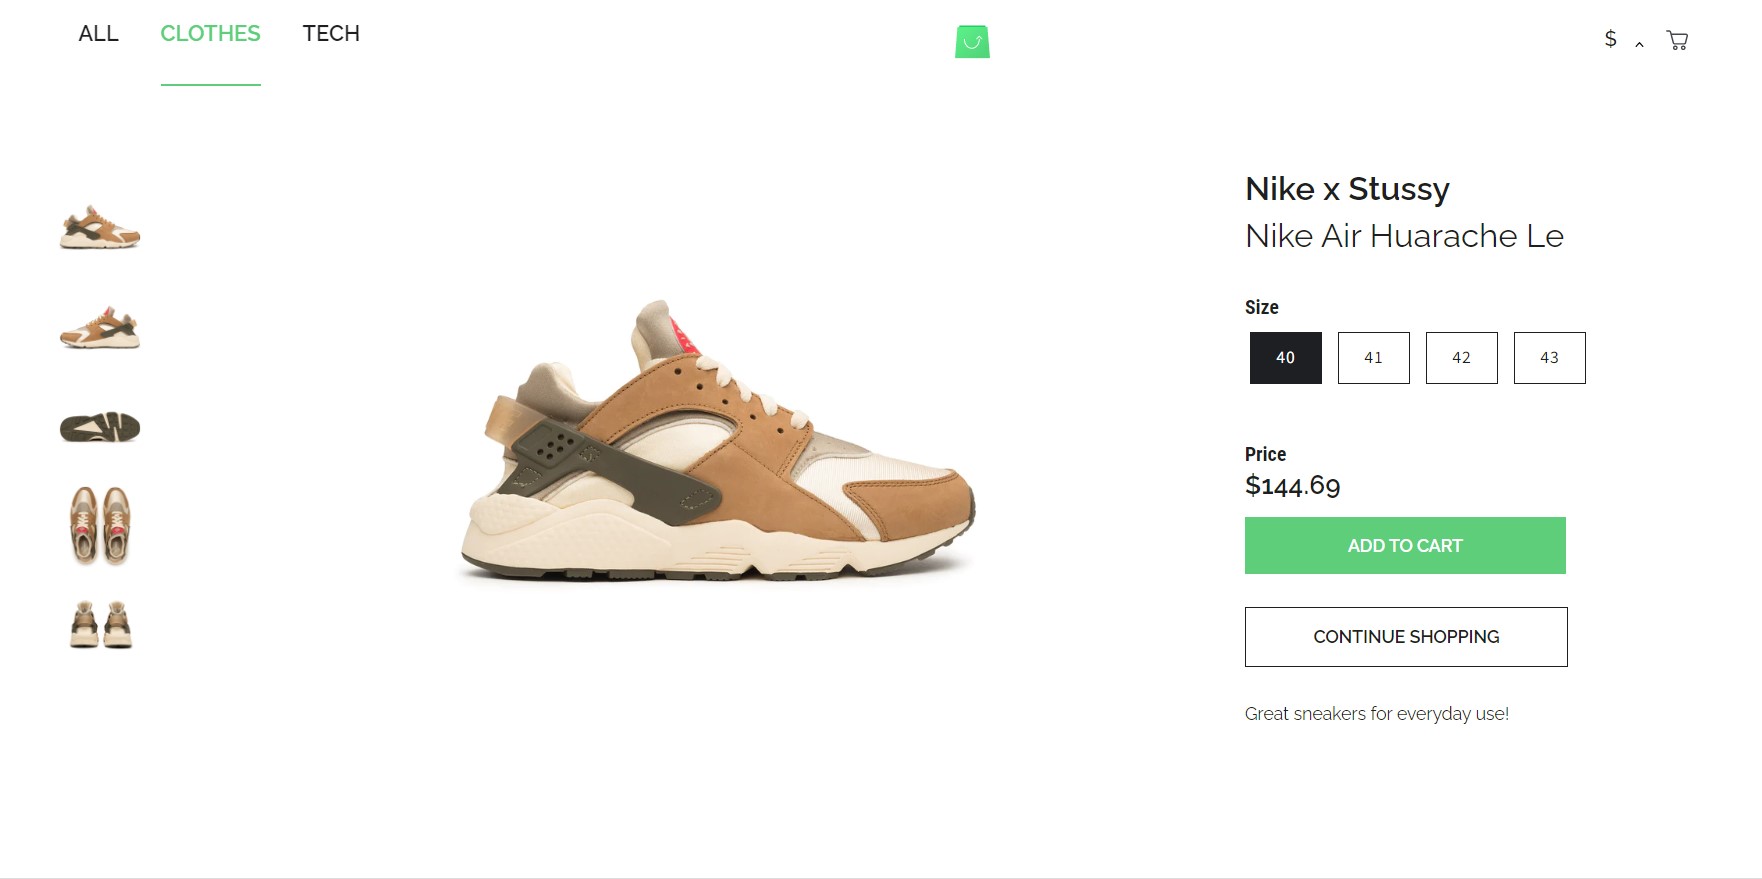 ALL CLOTHES TECH $
Nike x Stussy
Nike Air Huarache Le
Size
40 41 42 43
Price
$144.69
ADD TO CART
CONTINUE SHOPPING
Great sneakers for everyday use!